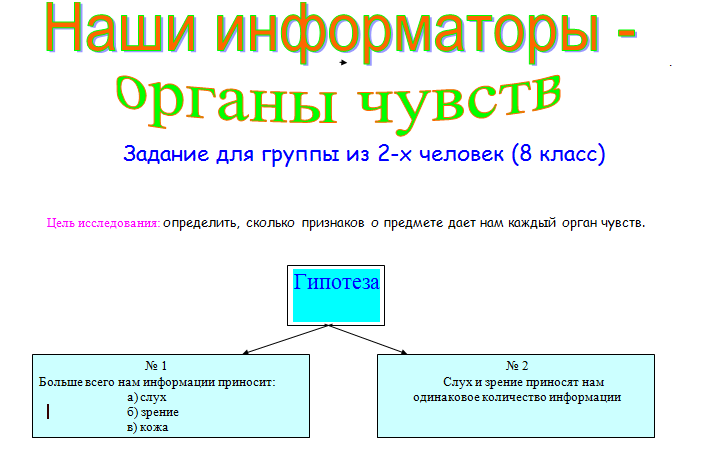 Наши информаторы -
органы чувств
Задание для группы из 2-х человек (8 класс)
Цель исследования: определить, сколько признаков о предмете дает нам каждый орган чувств.
Гипотеза
№ 1
Больше всего нам информации приносит:
а) слух
б) зрение
в) кожа
№ 2
Слух и зрение приносят нам
одинаковое количество информации